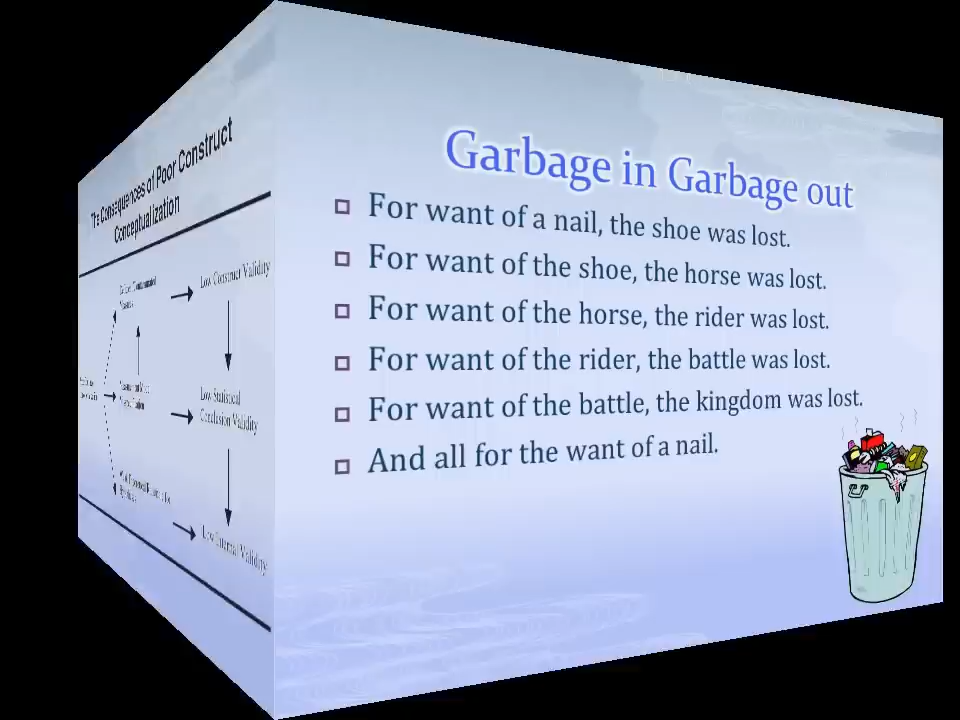 The Consequences of Poor Construct
Conceptualization
Low Construct Validity
Low Statistical
Conclusion Validity
Low Internal Validity
Garbage in Garbage out
For want of a nail, the shoe was lost.
For want of the shoe, the horse was lost.
For want of the horse, the rider was lost.
For want of the rider, the battle was lost.
For want of the battle, the kingdom was lost.
And all for the want of a nail.